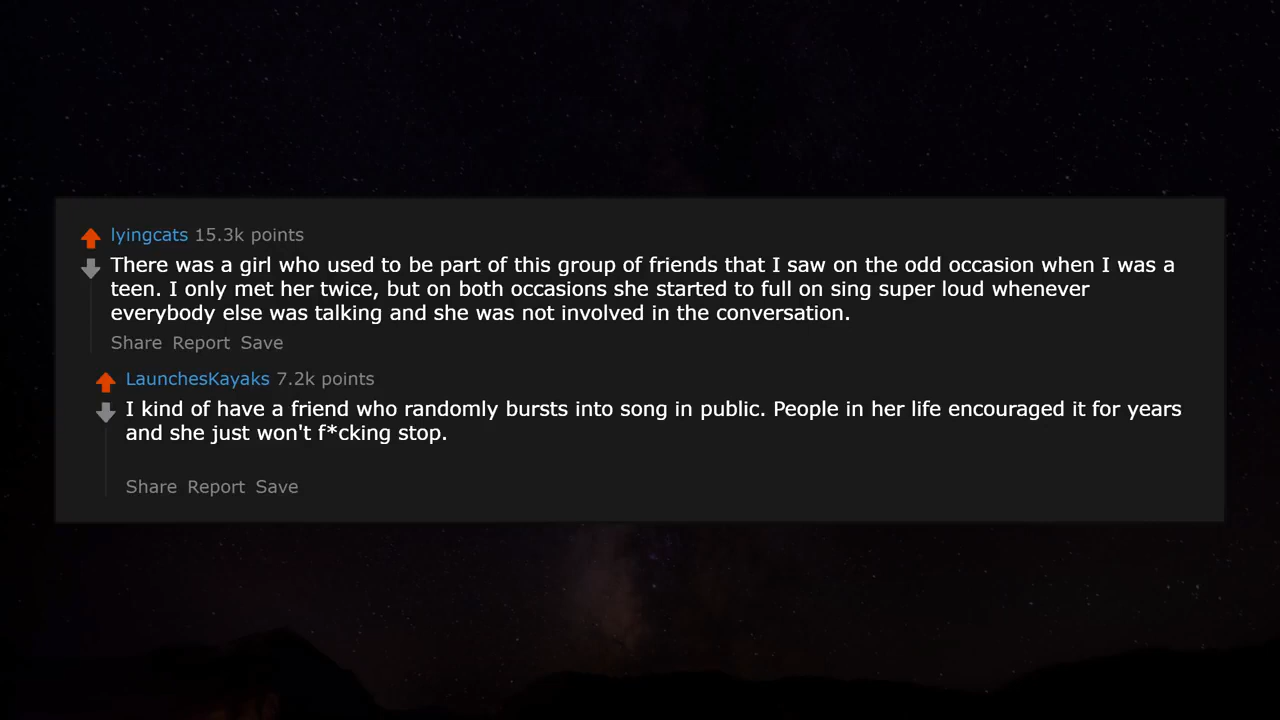 lyingcats 15.3k points
There was a girl who used to be part of this group of friends that I saw on the odd occasion when I was a
teen. I only met her twice, but on both occasions she started to full on sing super loud whenever
everybody else was talking and she was not involved in the conversation.
Share Report Save
LaunchesKayaks 7.2k points
I kind of have a friend who randomly bursts into song in public. People in her life encouraged it for years
and she just won't f*cking stop.
Share Report Save